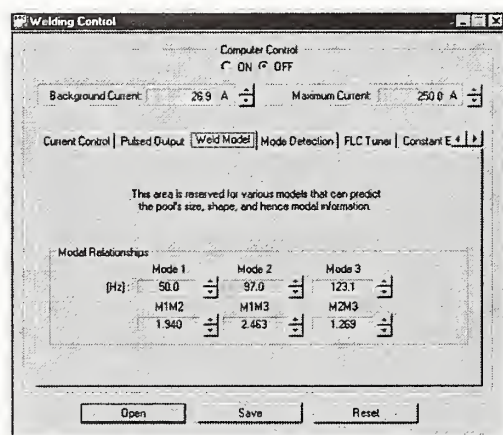 Welding Control
Computer Control
ON OFF
Background Current: 26.9 A Maximum Current: 250.0 A
Current Control Pulsed Output Weld Model Mode Detection FLC Tuner Constant E
This area is reserved for various models that can predict
the pool's size, shape, and hence modal information.
Modal Relationships
Mode 1 Mode 2 Mode 3
(Hz): 50.0 97.0 123.1
M1M2 M1M3 M2M3
1.940 2.463 1.269
Open Save Reset